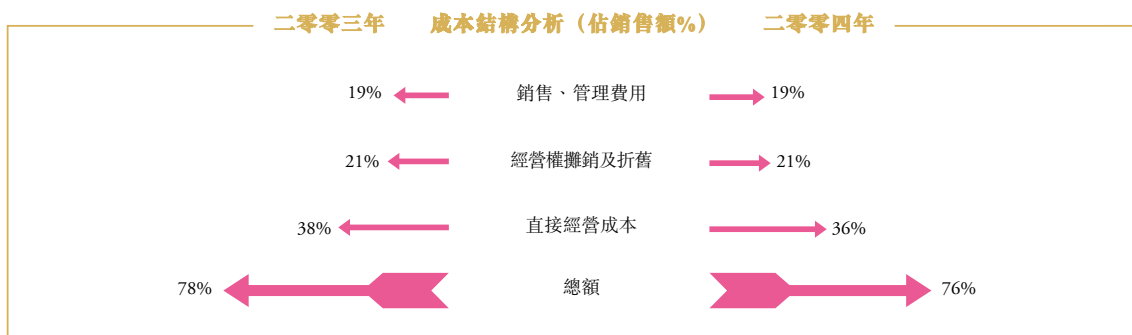 二零零三年 成本結構分析（佔銷售額%） 二零零四年
19% 銷售、管理費用 19%
21% 經營權攤銷及折舊 21%
38% 直接經營成本 36%
78% 總額 76%